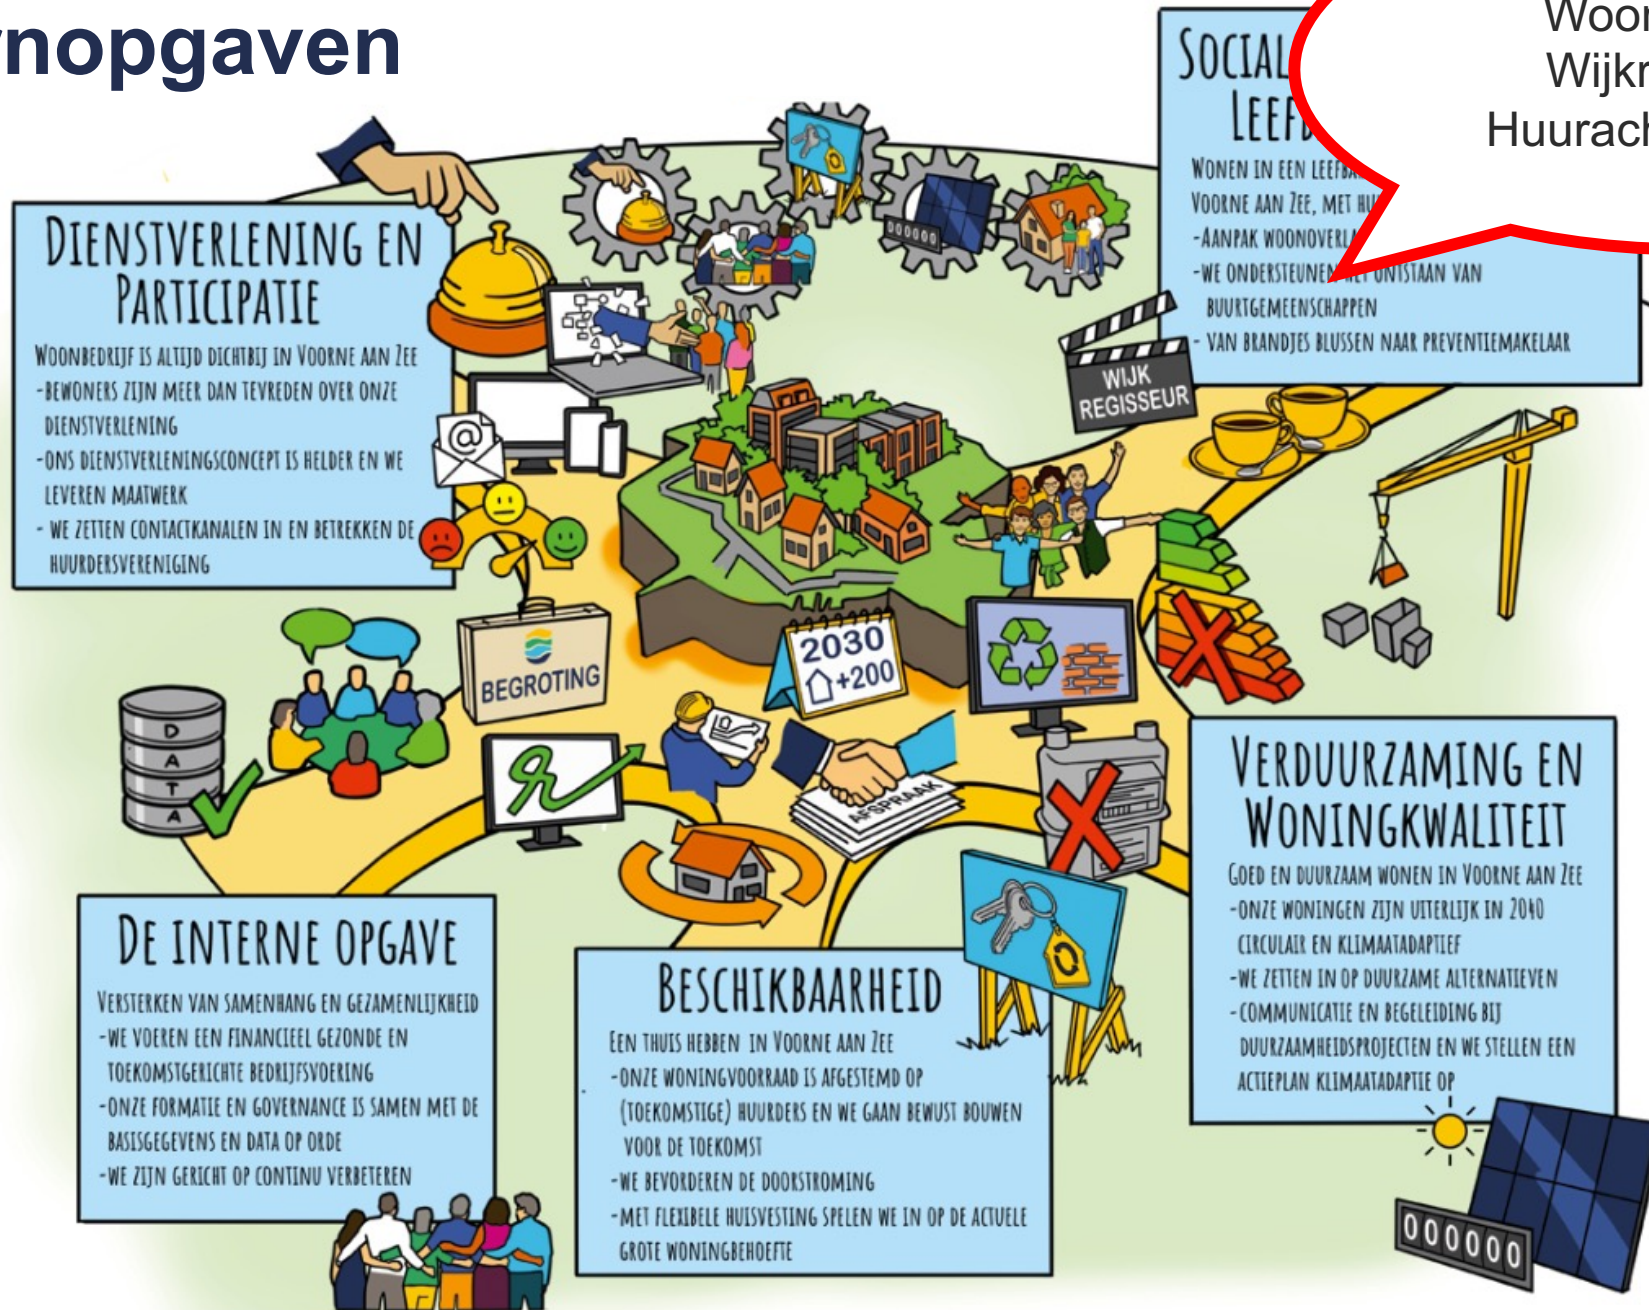 rnopgaven
DIENSTVERLENING EN
PARTICIPATIE
WOONBEDRIJF IS ALTIJD DICHTBIJ IN VOORNE AAN ZEE
-BEWONERS ZIJN MEER DAN TEVREDEN OVER ONZE
DIENSTVERLENING
-ONS DIENSTVERLENINGSCONCEPT IS HELDER EN WE
LEVEREN MAATWERK
- WE ZETTEN CONTACTKANALEN IN EN BETREKKEN DE
HUURDERSVERENIGING
SOCIAL
LEEFB
WONEN IN EEN LEEFBA
VOORNE AAN ZEE, MET HU
-AANPAK WOONOVERLA
-WE ONDERSTEUNEN HET ONTSTAAN VAN
BUURTGEMEENSCHAPPEN
- VAN BRANDJES BLUSSEN NAAR PREVENTIEMAKELAAR
Woon
Wijkr
Huurach
WIJK
REGISSEUR
@
BEGROTING
2030
+200
DATA
AFSPRAAK
DE INTERNE OPGAVE
VERSTERKEN VAN SAMENHANG EN GEZAMENLIJKHEID
-WE VOEREN EEN FINANCIEEL GEZONDE EN
TOEKOMSTGERICHTE BEDRIJFSVOERING
-ONZE FORMATIE EN GOVERNANCE IS SAMEN MET DE
BASISGEGEVENS EN DATA OP ORDE
-WE ZIJN GERICHT OP CONTINU VERBETEREN
BESCHIKBAARHEID
EEN THUIS HEBBEN IN VOORNE AAN ZEE
-ONZE WONINGVOORRAAD IS AFGESTEMD OP
(TOEKOMSTIGE) HUURDERS EN WE GAAN BEWUST BOUWEN
VOOR DE TOEKOMST
-WE BEVORDEREN DE DOORSTROMING
-MET FLEXIBELE HUISVESTING SPELEN WE IN OP DE ACTUELE
GROTE WONINGBEHOEFTE
VERDUURZAMING EN
WONINGKWALITEIT
GOED EN DUURZAAM WONEN IN VOORNE AAN ZEE
-ONZE WONINGEN ZIJN UITERLIJK IN 2040
CIRCULAIR EN KLIMAATADAPTIEF
-WE ZETTEN IN OP DUURZAME ALTERNATIEVEN
-COMMUNICATIE EN BEGELEIDING BIJ
DUURZAAMHEIDSPROJECTEN EN WE STELLEN EEN
ACTIEPLAN KLIMAATADAPTIE OP
000000
000000